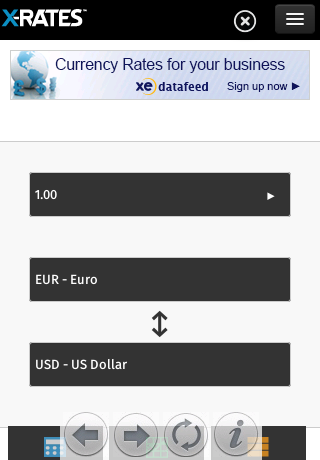 X-RATES™
Currency Rates for your business
xe datafeed Sign up now ►
1.00 ►
EUR - Euro
USD - US Dollar